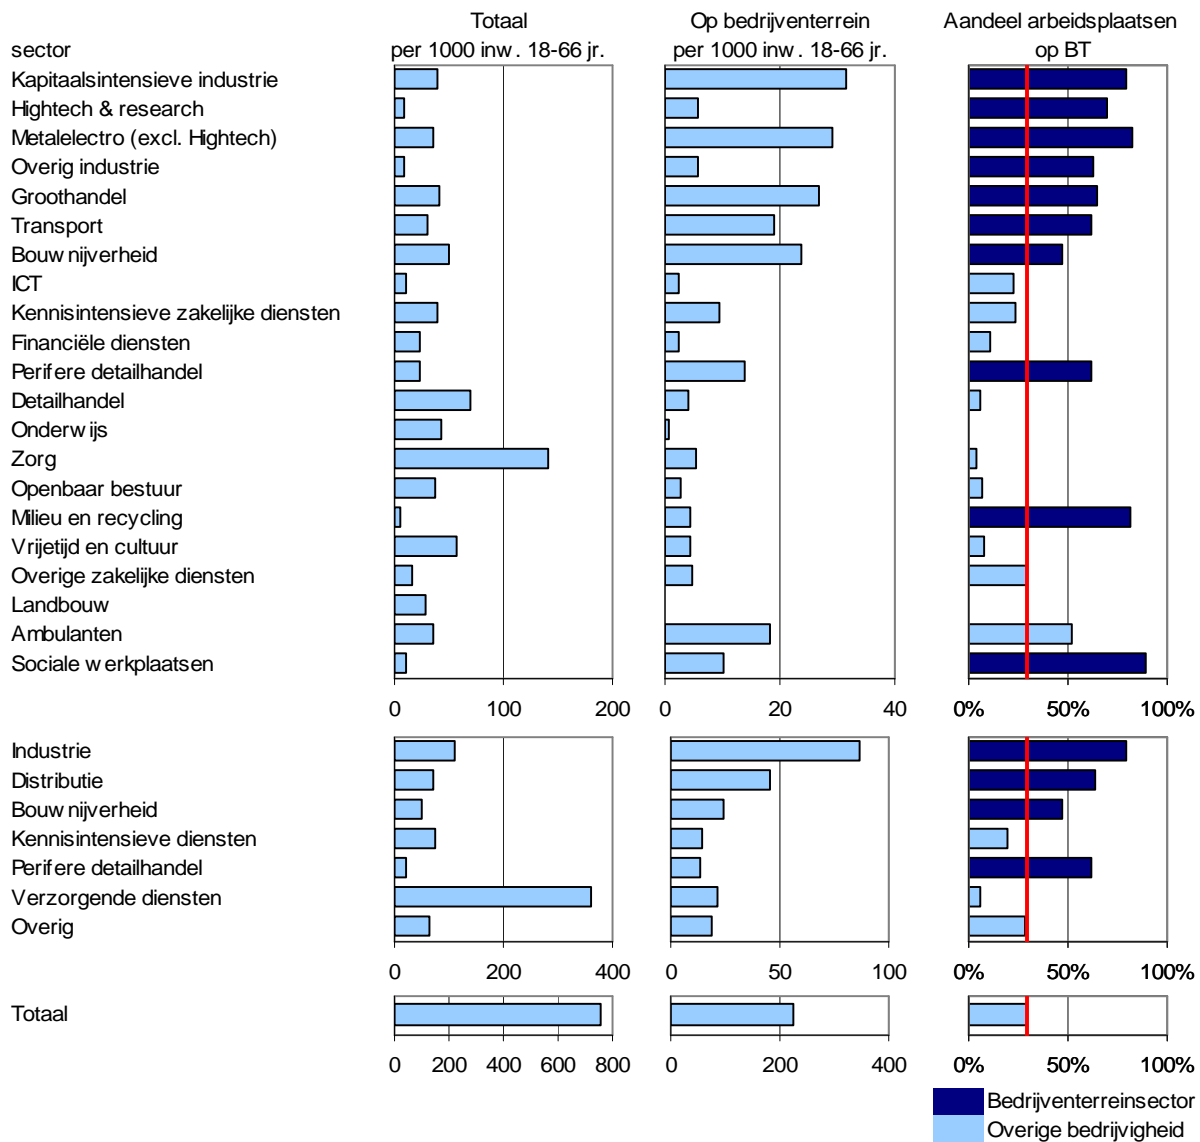 Totaal Op bedrijventerrein Aandeel arbeidsplaatsen
sector per 1000 inw. 18-66 jr. per 1000 inw. 18-66 jr. op BT
Kapitaalsintensieve industrie
Hightech & research
Metalelectro (excl. Hightech)
Overig industrie
Groothandel
Transport
Bouwnijverheid
ICT
Kennisintensieve zakelijke diensten
Financiële diensten
Perifere detailhandel
Detailhandel
Onderwijs
Zorg
Openbaar bestuur
Milieu en recycling
Vrijetijd en cultuur
Overige zakelijke diensten
Landbouw
Ambulanten
Sociale werkplaatsen
0 100 200 0 20 40 0% 50% 100%
Industrie
Distributie
Bouwnijverheid
Kennisintensieve diensten
Perifere detailhandel
Verzorgende diensten
Overig
0 200 400 0 50 100 0% 50% 100%
Totaal
0 200 400 600 800 0 200 400 0% 50% 100%
Bedrijventerreinsector
Overige bedrijvigheid